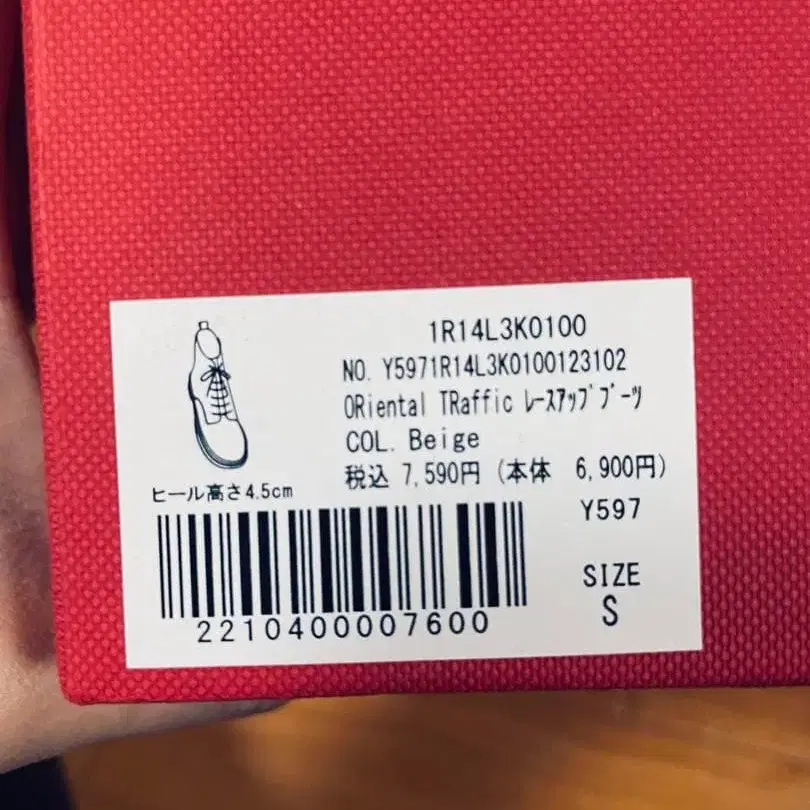 1R14L3K0100
NO. Y5971R14L3K0100123102
ORiental TRaffic ﾚｰｽｱｯﾌﾟﾌﾞｰﾂ
COL. Beige
税込 7,590円 (本体 6,900円)
ヒール高さ4.5cm
Y597
SIZE
S
2210400007600